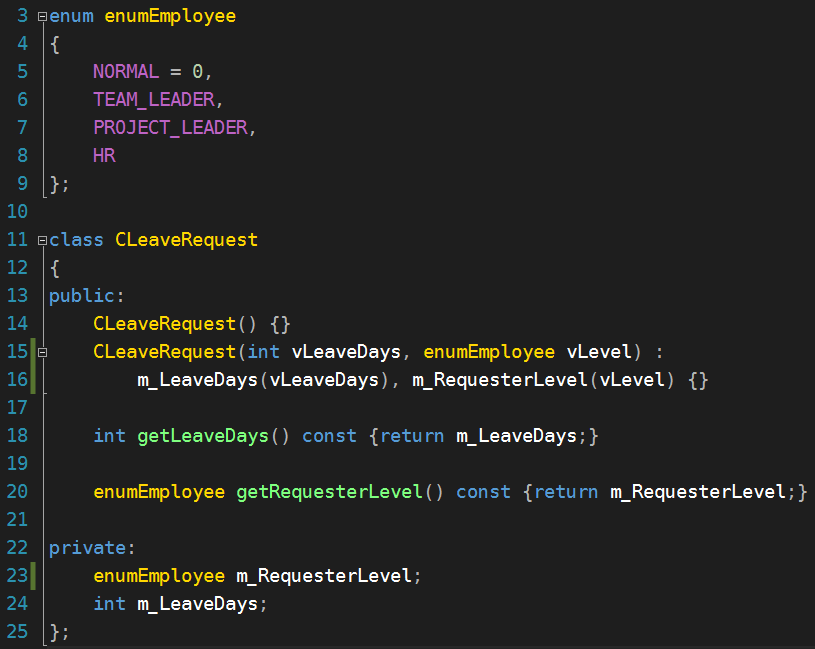 3 enum enumEmployee
4 {
5     NORMAL = 0,
6     TEAM_LEADER,
7     PROJECT_LEADER,
8     HR
9 };
10
11 class CLeaveRequest
12 {
13 public:
14     CLeaveRequest() {}
15     CLeaveRequest(int vLeaveDays, enumEmployee vLevel) :
16         m_LeaveDays(vLeaveDays), m_RequesterLevel(vLevel) {}
17
18     int getLeaveDays() const {return m_LeaveDays;}
19
20     enumEmployee getRequesterLevel() const {return m_RequesterLevel;}
21
22 private:
23     enumEmployee m_RequesterLevel;
24     int m_LeaveDays;
25 };